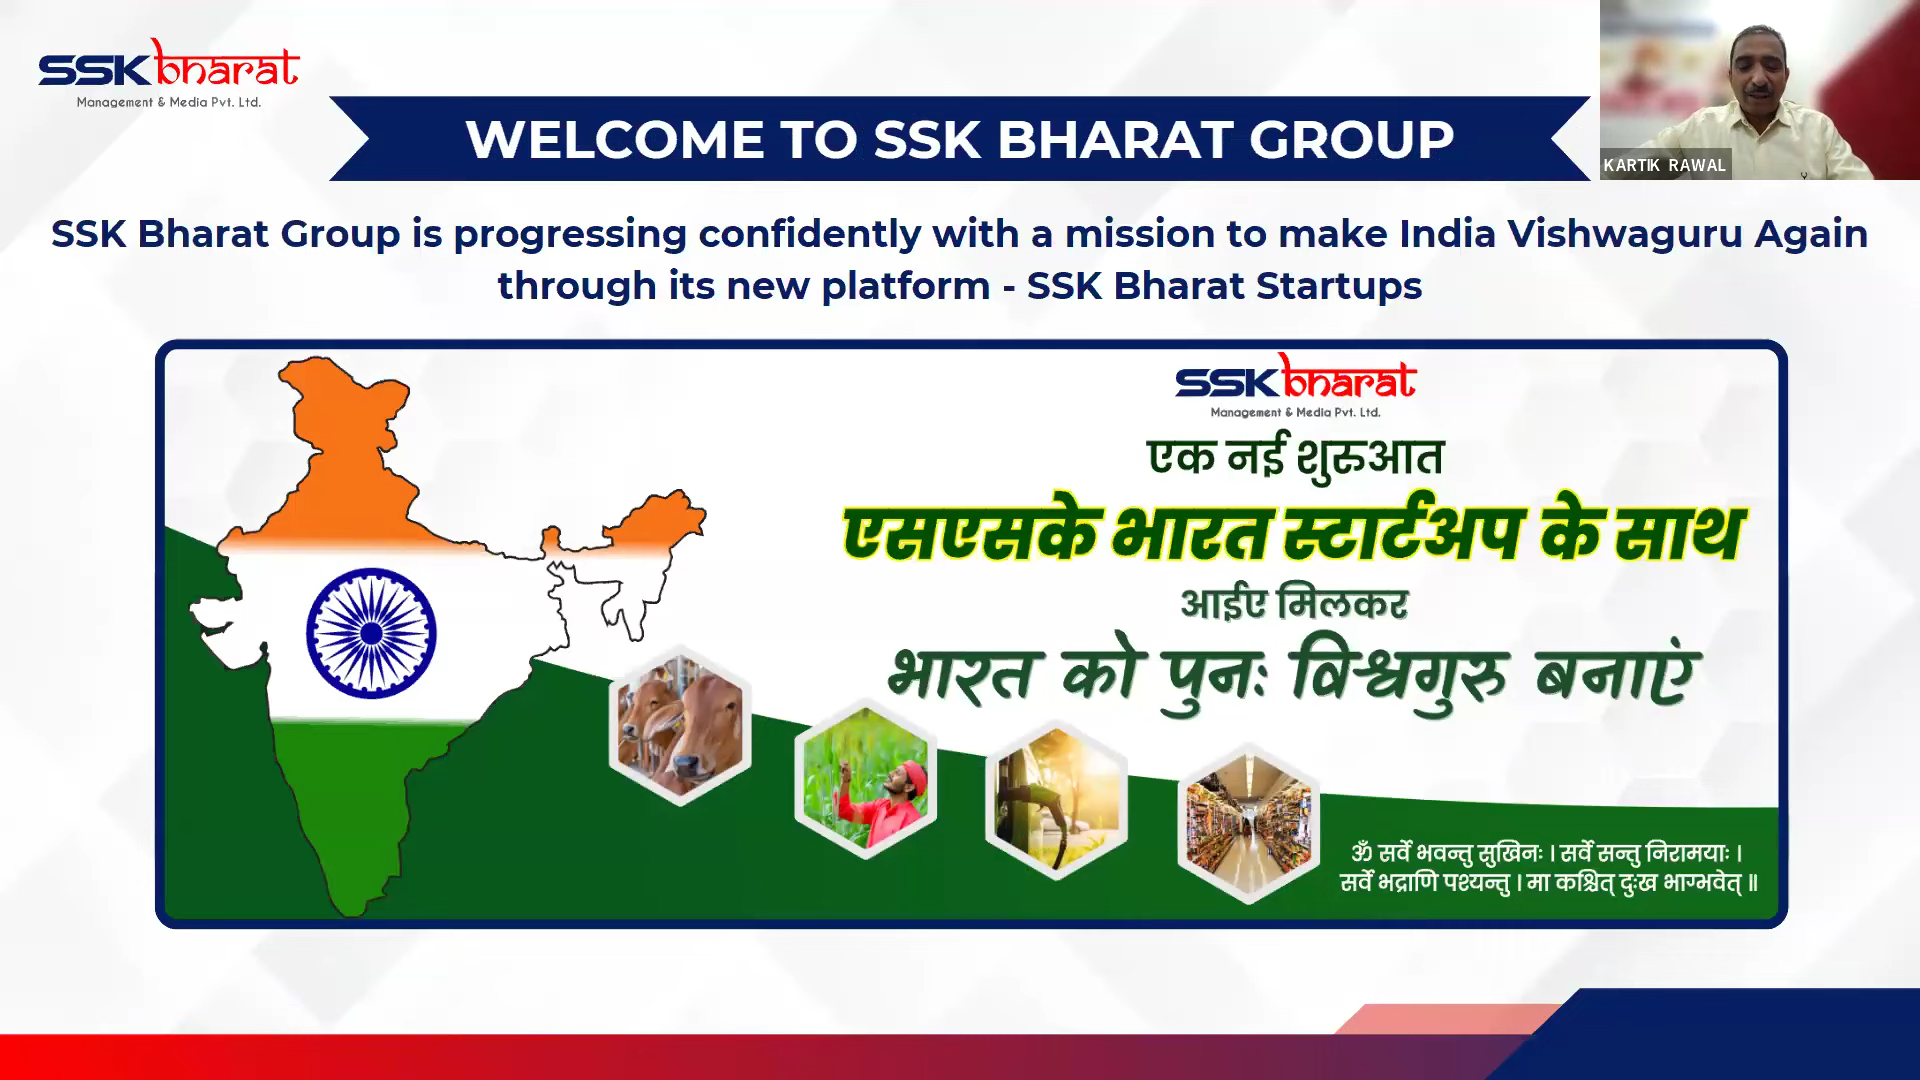 SSK bharat
Management & Media Pvt. Ltd.
WELCOME TO SSK BHARAT GROUP
KARTIK RAWAL
SSK Bharat Group is progressing confidently with a mission to make India Vishwaguru Again
through its new platform - SSK Bharat Startups
SSK bharat
Management & Media Pvt. Ltd.
एक नई शुरुआत
एसएसके भारत स्टार्टअप के साथ
आईए मिलकर
भारत को पुनः विश्वगुरु बनाएं
ॐ सर्वे भवन्तु सुखिनः । सर्वे सन्तु निरामयाः ।
सर्वे भद्राणि पश्यन्तु । मा कश्चित् दुःख भाग्भवेत् ॥